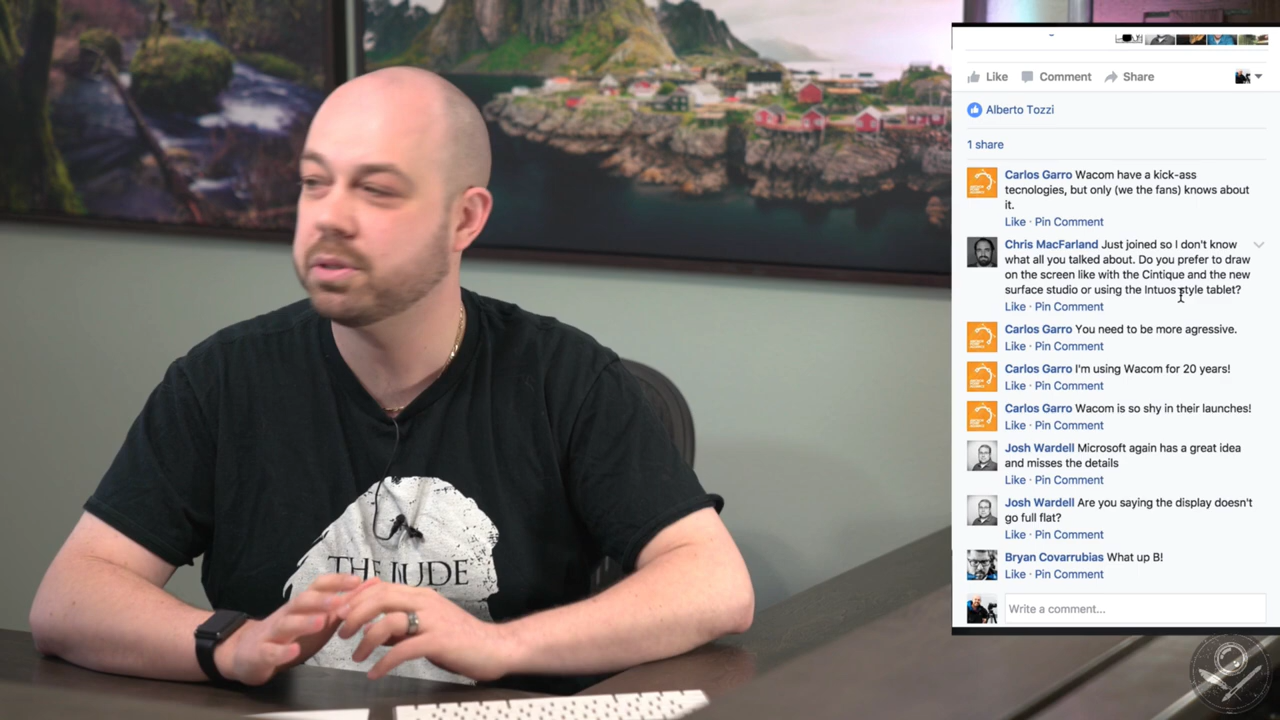 THE DUDE
Like Comment Share
Alberto Tozzi
1 share
Carlos Garro Wacom have a kick-ass
tecnologies, but only (we the fans) knows about
it.
Like · Pin Comment
Chris MacFarland Just joined so I don't know
what all you talked about. Do you prefer to draw
on the screen like with the Cintique and the new
surface studio or using the Intuos style tablet?
Like · Pin Comment
Carlos Garro You need to be more agressive.
Like · Pin Comment
Carlos Garro I'm using Wacom for 20 years!
Like · Pin Comment
Carlos Garro Wacom is so shy in their launches!
Like · Pin Comment
Josh Wardell Microsoft again has a great idea
and misses the details
Like · Pin Comment
Josh Wardell Are you saying the display doesn't
go full flat?
Like · Pin Comment
Bryan Covarrubias What up B!
Like · Pin Comment
Write a comment...